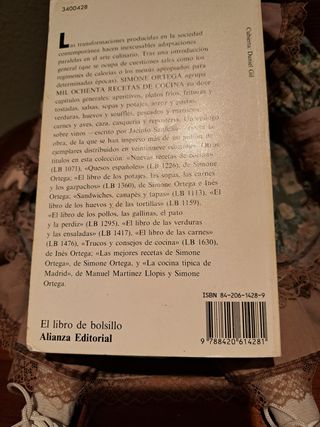 3400428
Cubierta: Daniel Gil
Las transformaciones producidas en la sociedad
contemporánea hacen inexcusables adaptaciones
paralelas en el arte culinario. Tras una introducción
general (que se ocupa de cuestiones tales como los
regímenes de calorías o los menús apropiados para
determinadas épocas), SIMONE ORTEGA agrupa
MIL OCHENTA RECETAS DE COCINA en doce
capítulos generales: aperitivos, platos fríos, frituras y
tostadas, salsas, sopas y potajes, arroz y pastas,
verduras, huevos y soufflés, pescados y mariscos,
carnes y aves, caza, casquería y repostería. Un epílogo
sobre vinos — escrito por Jacinto
obra, de la que se han impreso más de un millón de
ejemplares distribuidos en veintinueve ediciones. Otros
títulos en esta colección: «Nuevas recetas de cocina»
(LB 1071), «Quesos españoles» (LB 1226), de Simone
Ortega; «El libro de los potajes, las sopas, las cremas
y los gazpachos» (LB 1360), de Simone Ortega e Inés
Ortega; «Sandwiches, canapés y tapas» (LB 1113), «El
libro de los huevos y de las tortillas» (LB 1159),
«El libro de los pollos, las gallinas, el pato
y la perdiz» (LB 1295), «El libro de las verduras
y las ensaladas» (LB 1417), «El libro de las carnes»
(LB 1476), «Trucos y consejos de cocina» (LB 1630),
de Inés Ortega; «Las mejores recetas de Simone
Ortega», de Simone Ortega, y «La cocina típica de
Madrid», de Manuel Martínez Llopis y Simone
Ortega.
ISBN 84-206-1428-9
9 788420 614281
El libro de bolsillo
Alianza Editorial